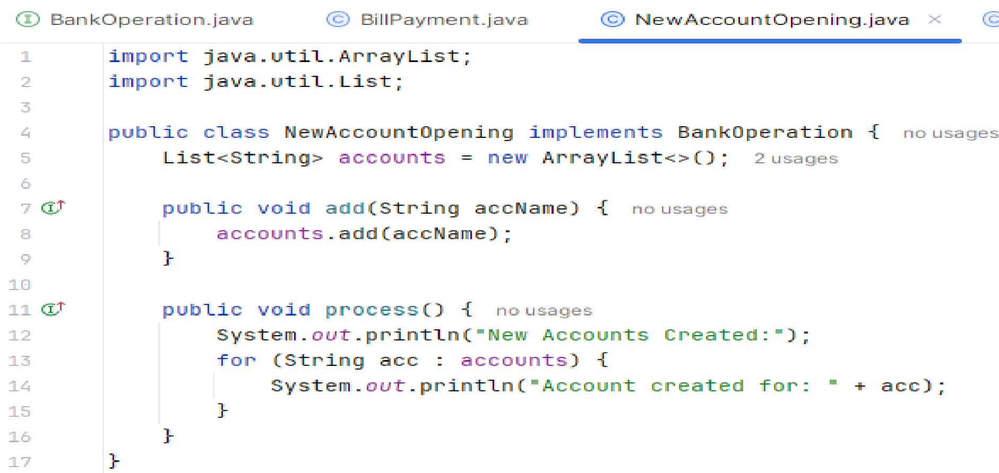 BankOperation.java BillPayment.java NewAccountOpening.java
1 import java.util.ArrayList;
2 import java.util.List;
3
4 public class NewAccountOpening implements BankOperation { no usages
5     List<String> accounts = new ArrayList<>(); 2 usages
6
7     public void add(String accName) { no usages
8         accounts.add(accName);
9     }
10
11     public void process() { no usages
12         System.out.println("New Accounts Created:");
13         for (String acc : accounts) {
14             System.out.println("Account created for: " + acc);
15         }
16     }
17 }